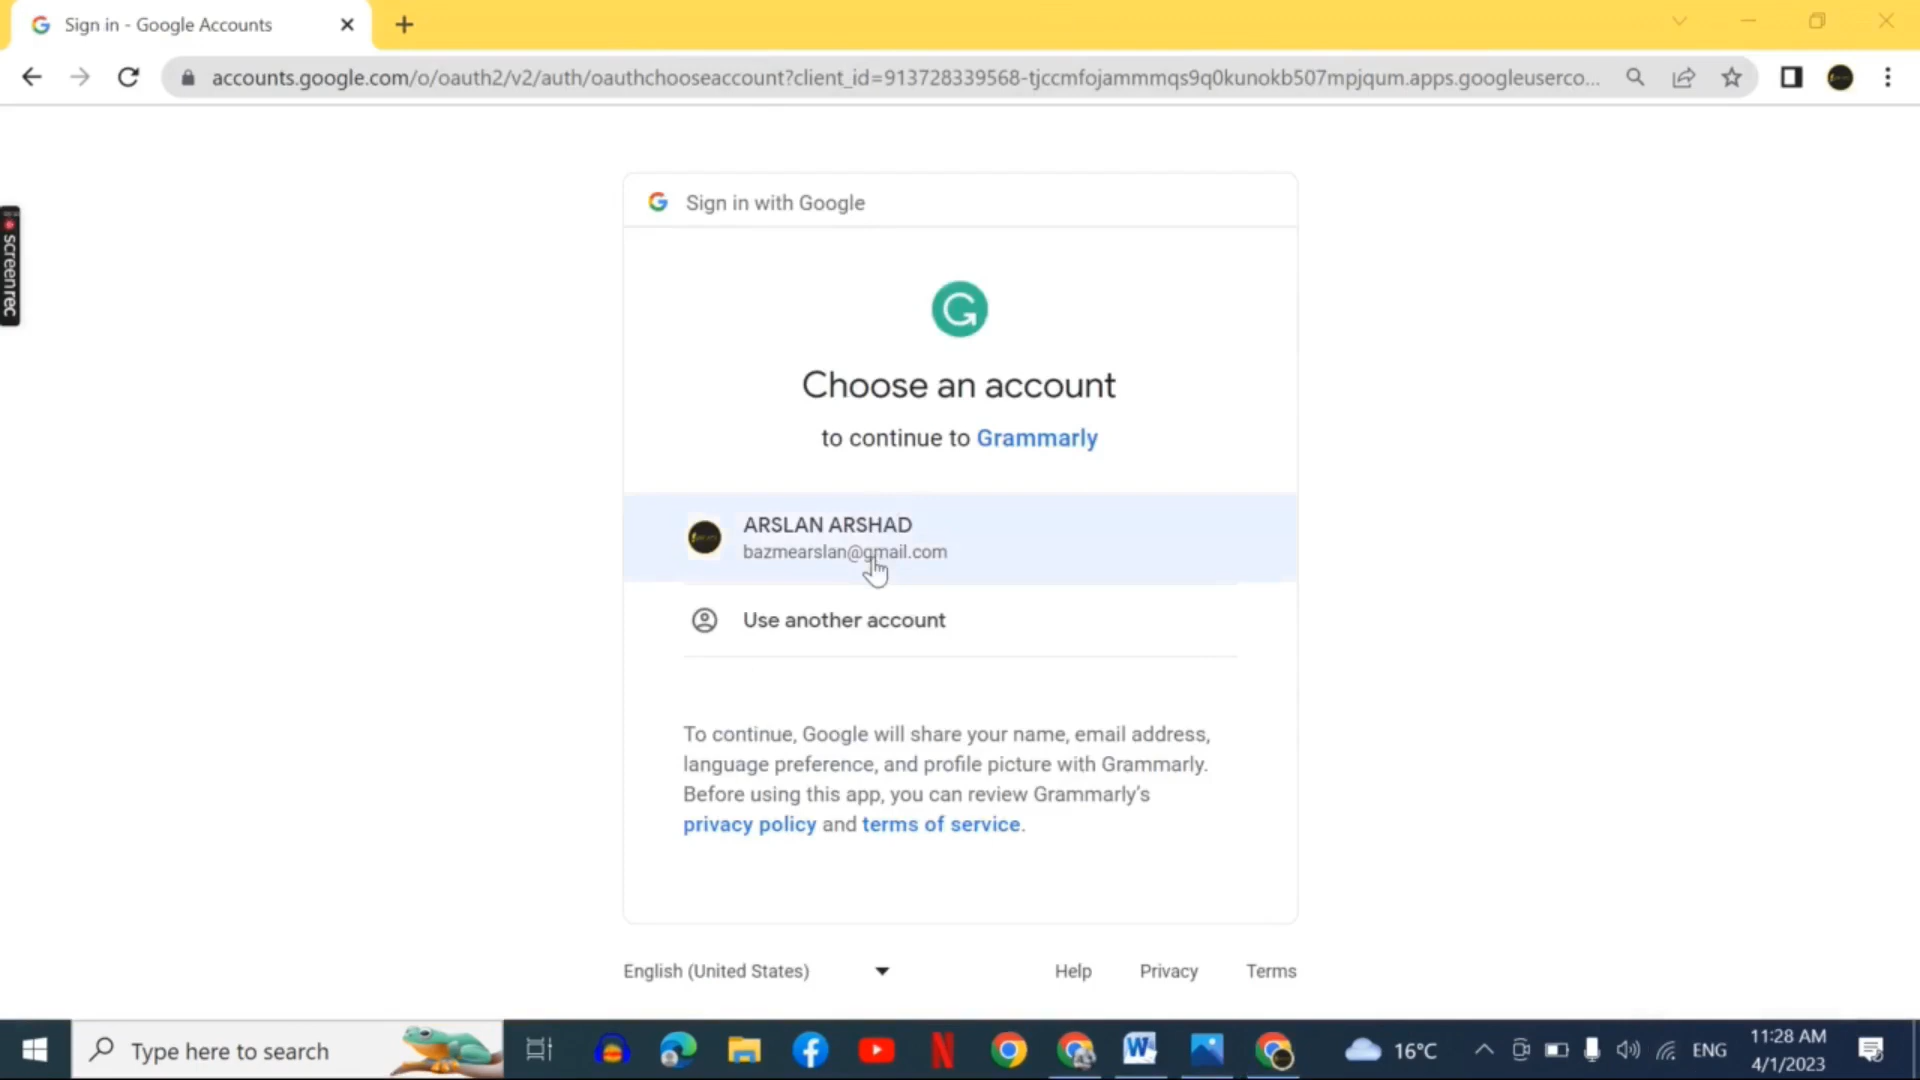 Sign in - Google Accounts
accounts.google.com/o/oauth2/v2/auth/oauthchooseaccount?client_id=913728339568-tjccmfojammmqs9q0kunokb507mpjqum.apps.googleuserco...
screenrec
Sign in with Google
Choose an account
to continue to Grammarly
ARSLAN ARSHAD
bazmearslan@gmail.com
Use another account
To continue, Google will share your name, email address,
language preference, and profile picture with Grammarly.
Before using this app, you can review Grammarly's
privacy policy and terms of service.
English (United States)
Help
Privacy
Terms
Type here to search
16°C
ENG
11:28 AM
4/1/2023